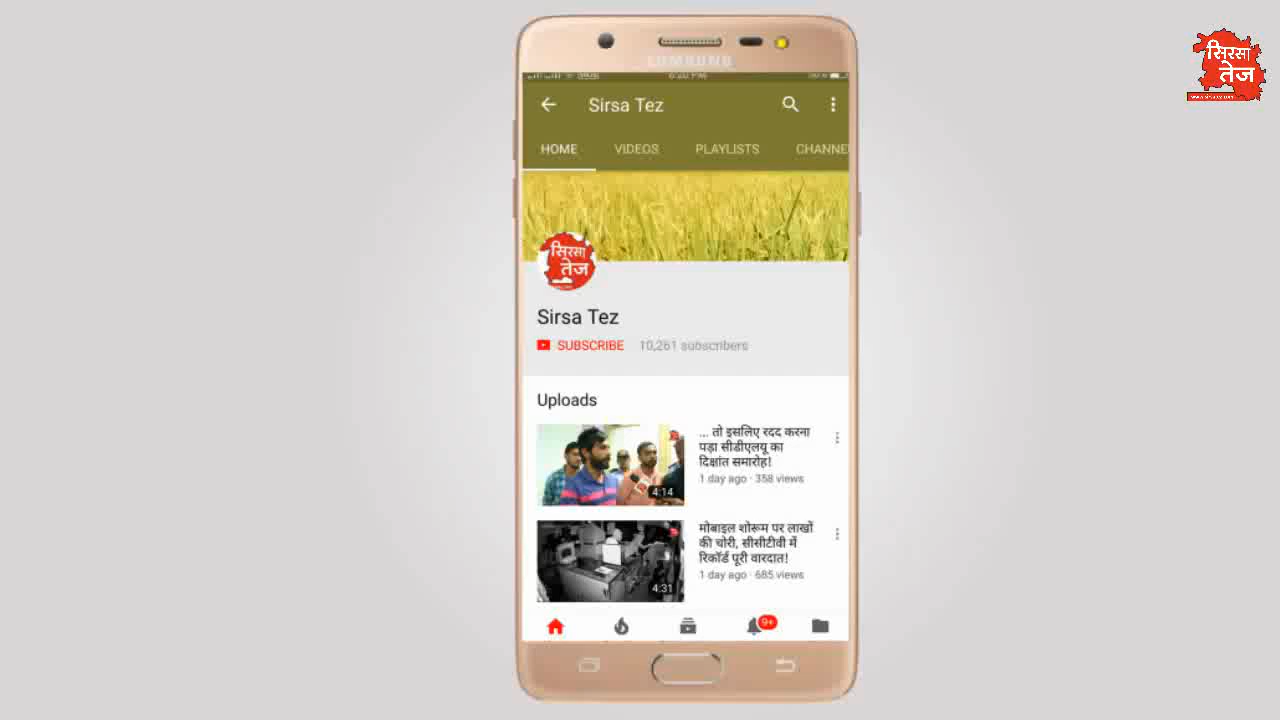 सिरसा
तेज
SAMSUNG
Sirsa Tez
HOME VIDEOS PLAYLISTS CHANNE
सिरसा
तेज
Sirsa Tez
SUBSCRIBE 10,261 subscribers
Uploads
... तो इसलिए रदद करना
पड़ा सीडीएलयू का
दिक्षांत समारोह!
1 day ago · 358 views
4:14
मोबाइल शोरूम पर लाखों
की चोरी, सीसीटीवी में
रिकॉर्ड पूरी वारदात!
1 day ago · 685 views
4:31
9+